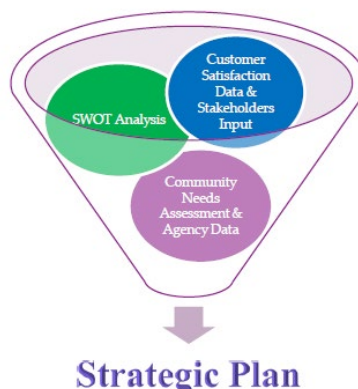 Customer
Satisfaction
Data &
Stakeholders
Input
SWOT Analysis
Community
Needs
Assessment &
Agency Data
Strategic Plan